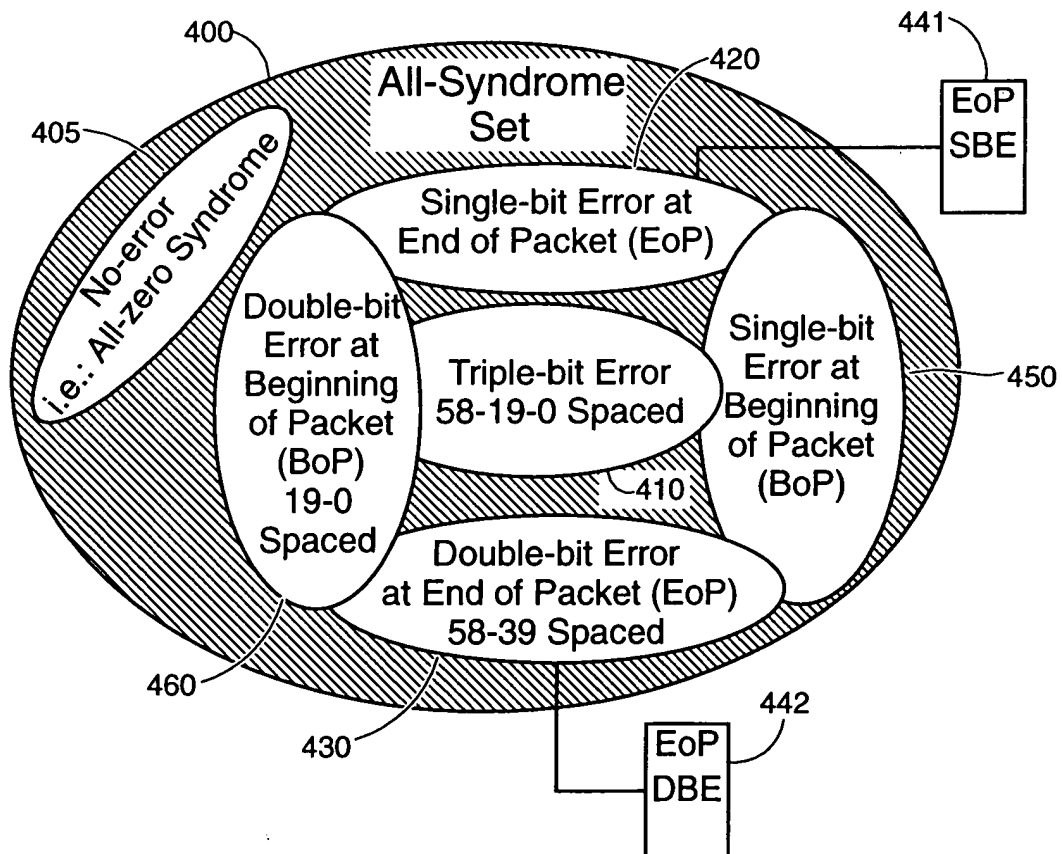 400
420
441
405
All-Syndrome
Set
EoP
SBE
No-error
i.e.: All-zero Syndrome
Single-bit Error at
End of Packet (EoP)
Double-bit
Error at
Beginning
of Packet
(BoP)
19-0
Spaced
Triple-bit Error
58-19-0 Spaced
Single-bit
Error at
Beginning
of Packet
(BoP)
450
410
Double-bit Error
at End of Packet (EoP)
58-39 Spaced
460
430
442
EoP
DBE